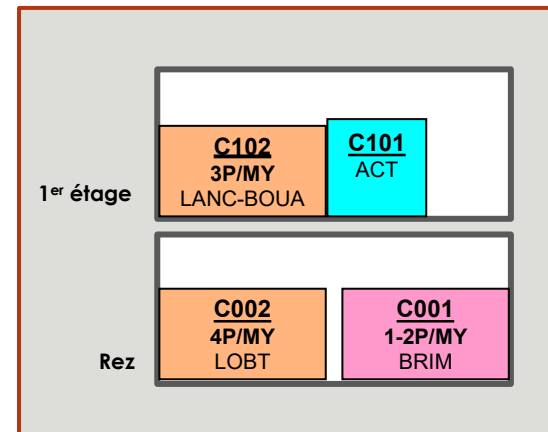 C102
3P/MY
LANC-BOUA
C101
ACT
1er étage
C002
4P/MY
LOBT
C001
1-2P/MY
BRIM
Rez